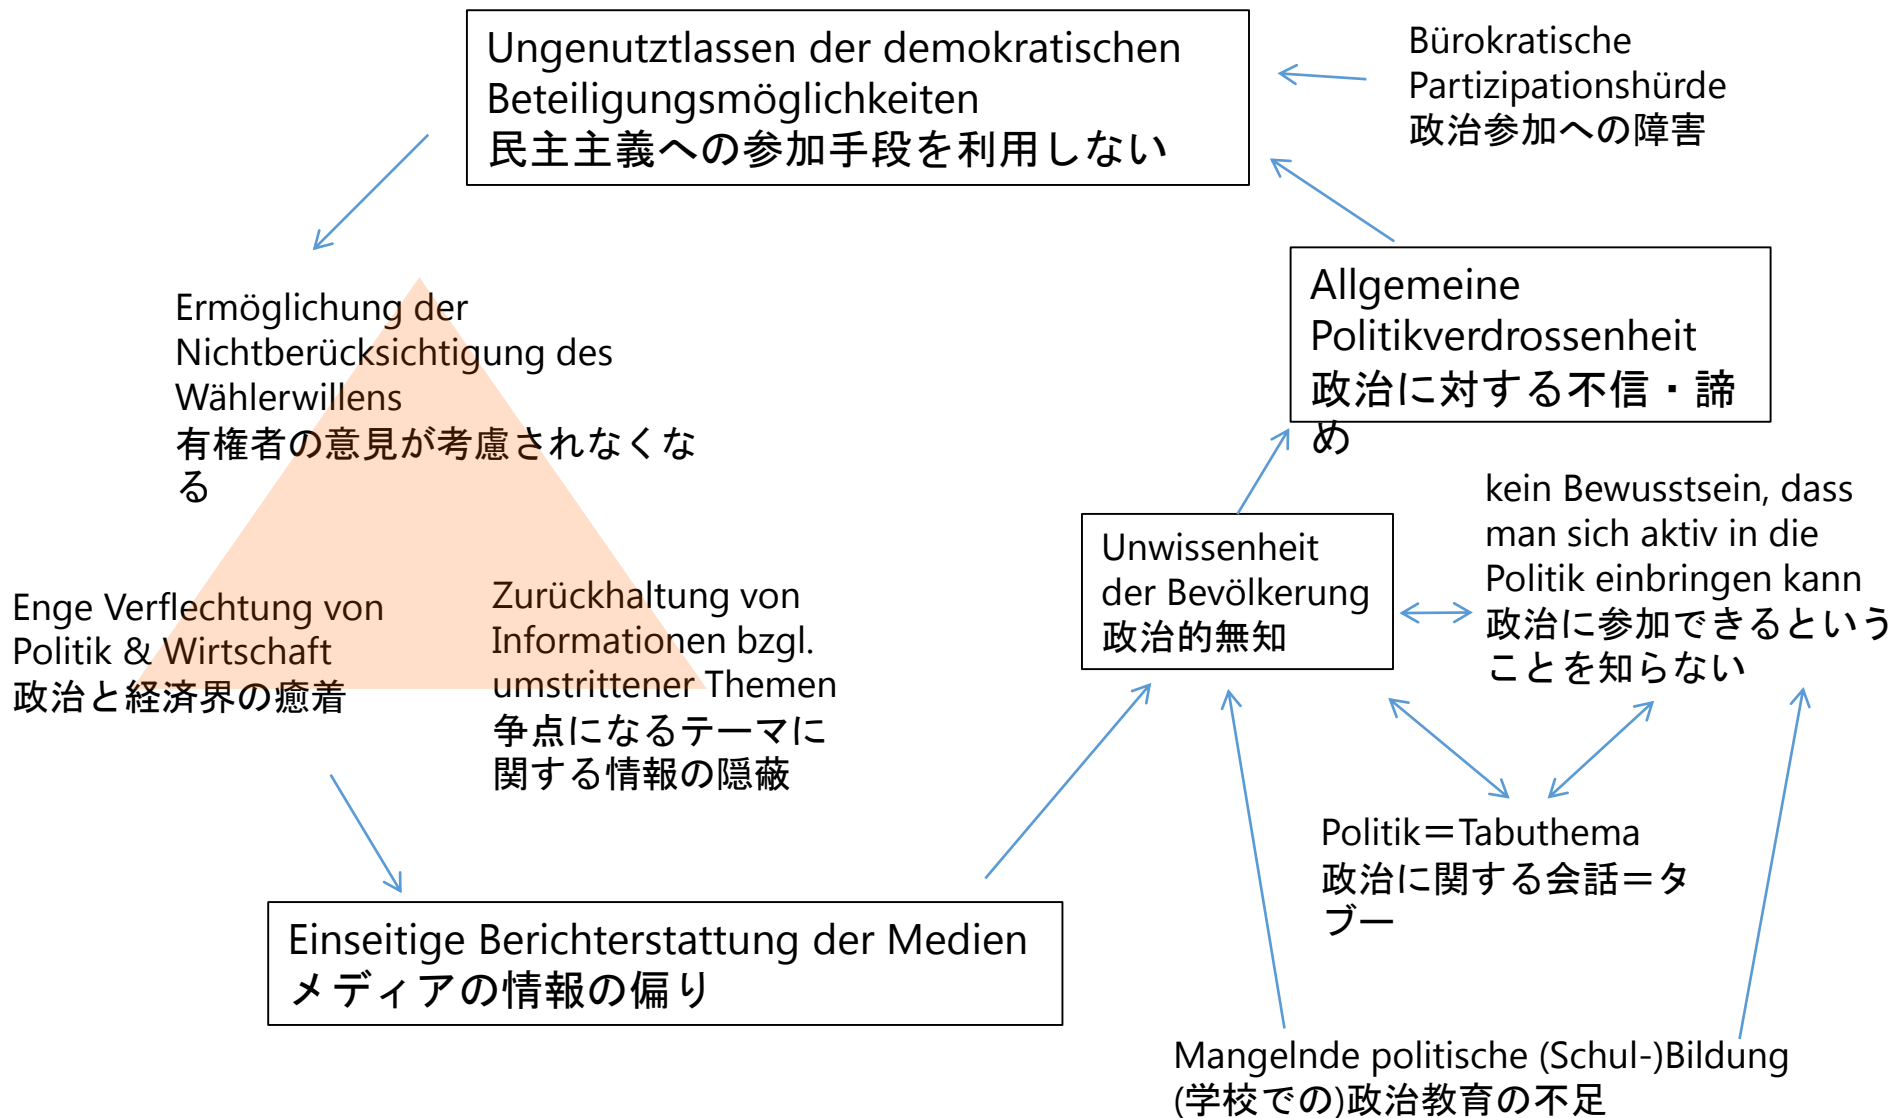 Ungenutztlassen der demokratischen
Beteiligungsmöglichkeiten
民主主義への参加手段を利用しない
Bürokratische
Partizipationshürde
政治参加への障害
Ermöglichung der
Nichtberücksichtigung des
Wählerwillens
有権者の意見が考慮されなくな
る
Allgemeine
Politikverdrossenheit
政治に対する不信・諦
め
Enge Verflechtung von
Politik & Wirtschaft
政治と経済界の癒着
Zurückhaltung von
Informationen bzgl.
umstrittener Themen
争点になるテーマに
関する情報の隠蔽
Unwissenheit
der Bevölkerung
政治的無知
kein Bewusstsein, dass
man sich aktiv in die
Politik einbringen kann
政治に参加できるという
ことを知らない
Politik＝Tabuthema
政治に関する会話＝タ
ブー
Einseitige Berichterstattung der Medien
メディアの情報の偏り
Mangelnde politische (Schul-)Bildung
(学校での)政治教育の不足